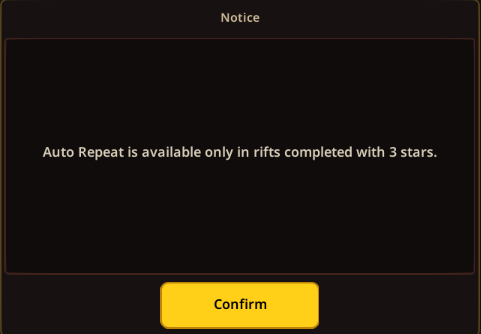 Notice
Auto Repeat is available only in rifts completed with 3 stars.
Confirm